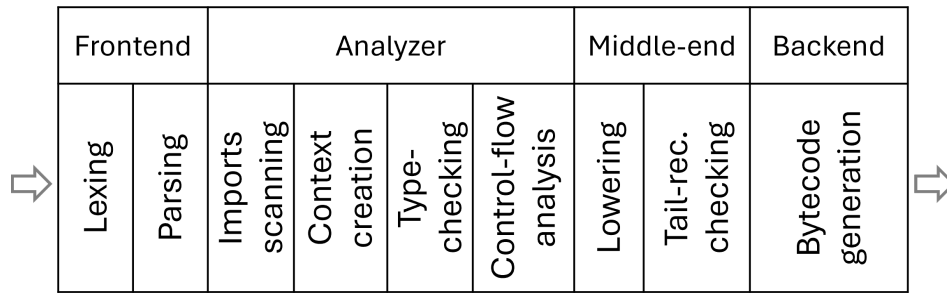 Frontend
Analyzer
Middle-end
Backend
Lexing
Parsing
Imports
scanning
Context
creation
Type-
checking
Control-flow
analysis
Lowering
Tail-rec.
checking
Bytecode
generation